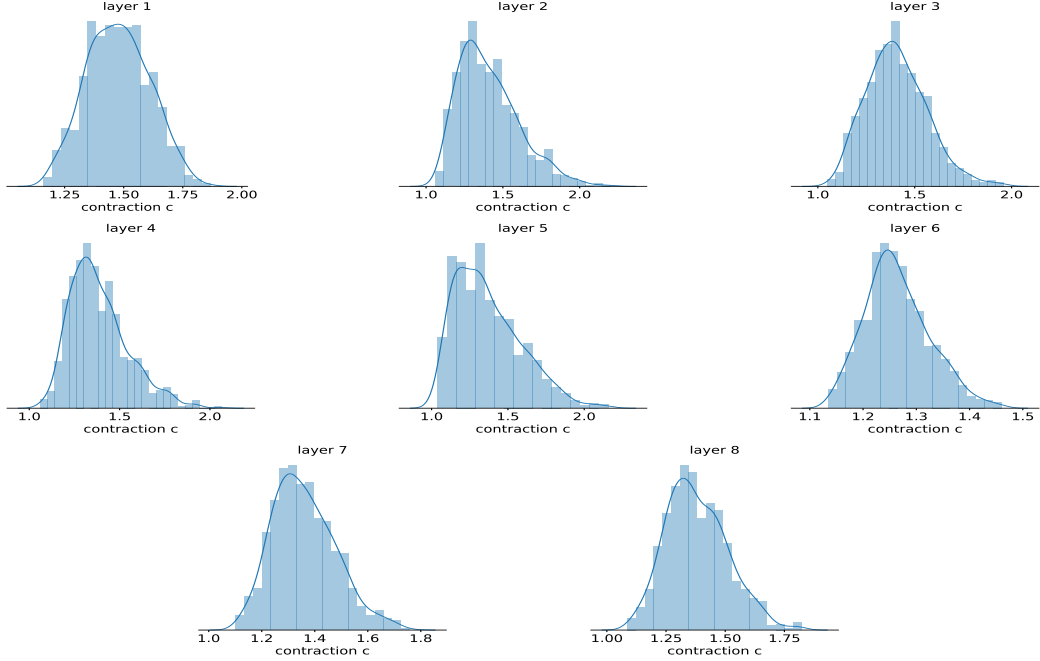 layer 1
1.25 1.50 1.75 2.00
contraction c
layer 2
1.0 1.5 2.0
contraction c
layer 3
1.0 1.5 2.0
contraction c
layer 4
1.0 1.5 2.0
contraction c
layer 5
1.0 1.5 2.0
contraction c
layer 6
1.1 1.2 1.3 1.4 1.5
contraction c
layer 7
1.0 1.2 1.4 1.6 1.8
contraction c
layer 8
1.00 1.25 1.50 1.75
contraction c